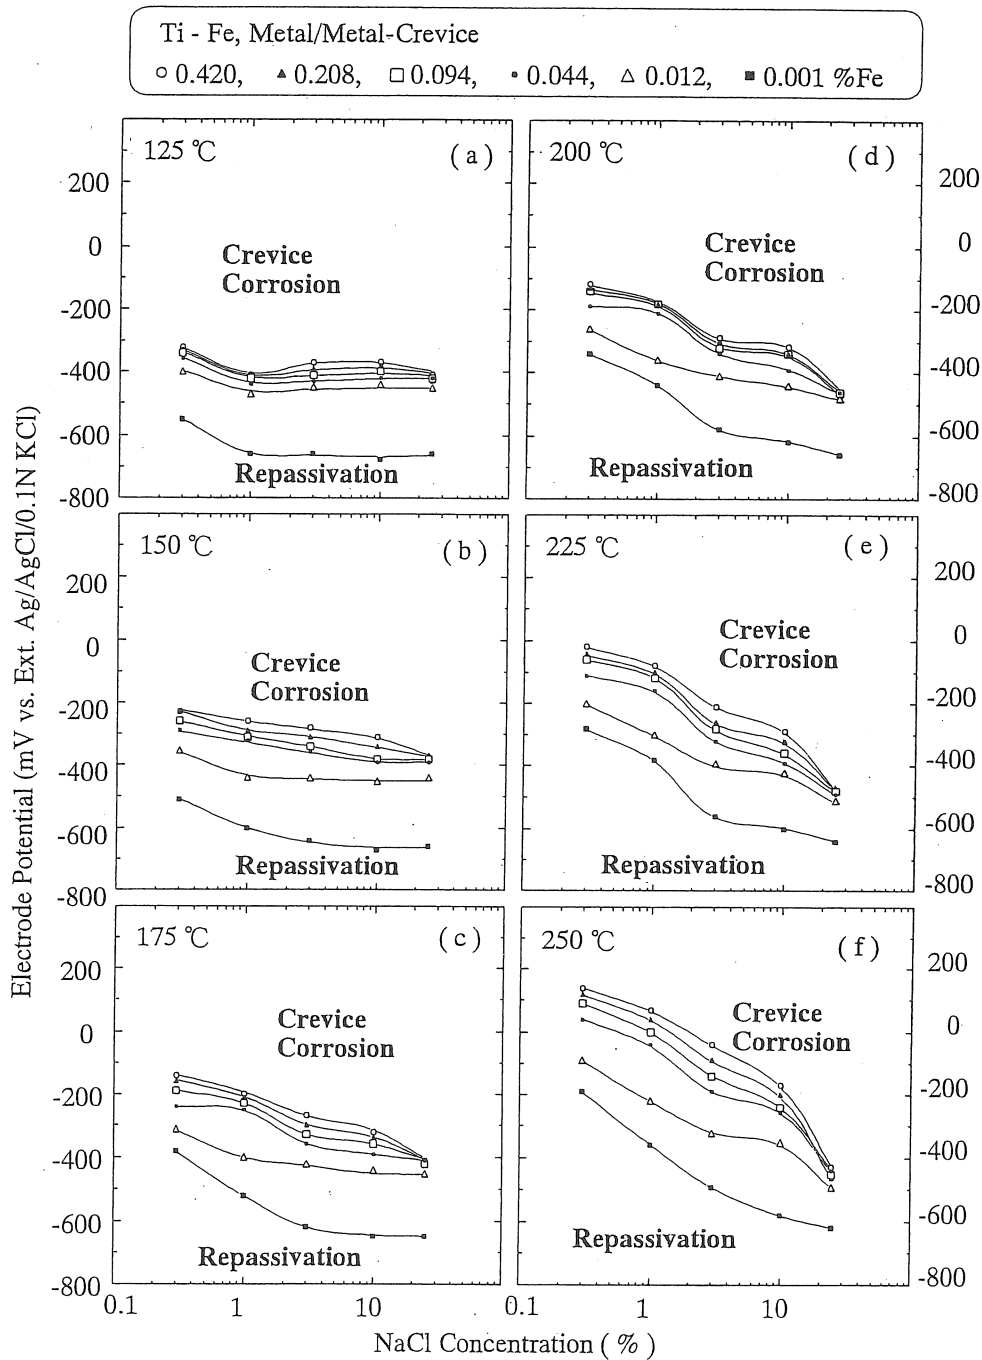 Ti - Fe, Metal/Metal-Crevice
0.420, 0.208, 0.094, 0.044, 0.012, 0.001 %Fe
Electrode Potential (mV vs. Ext. Ag/AgCl/0.1N KCl)
125 ℃ (a)
200
0
-200
-400
-600
-800
Crevice
Corrosion
Repassivation
150 ℃ (b)
200
0
-200
-400
-600
-800
Crevice
Corrosion
Repassivation
175 ℃ (c)
200
0
-200
-400
-600
-800
Crevice
Corrosion
Repassivation
0.1 1 10
200 ℃ (d)
200
0
-200
-400
-600
-800
Crevice
Corrosion
Repassivation
225 ℃ (e)
200
0
-200
-400
-600
-800
Crevice
Corrosion
Repassivation
250 ℃ (f)
200
0
-200
-400
-600
-800
Crevice
Corrosion
Repassivation
0.1 1 10
NaCl Concentration ( % )